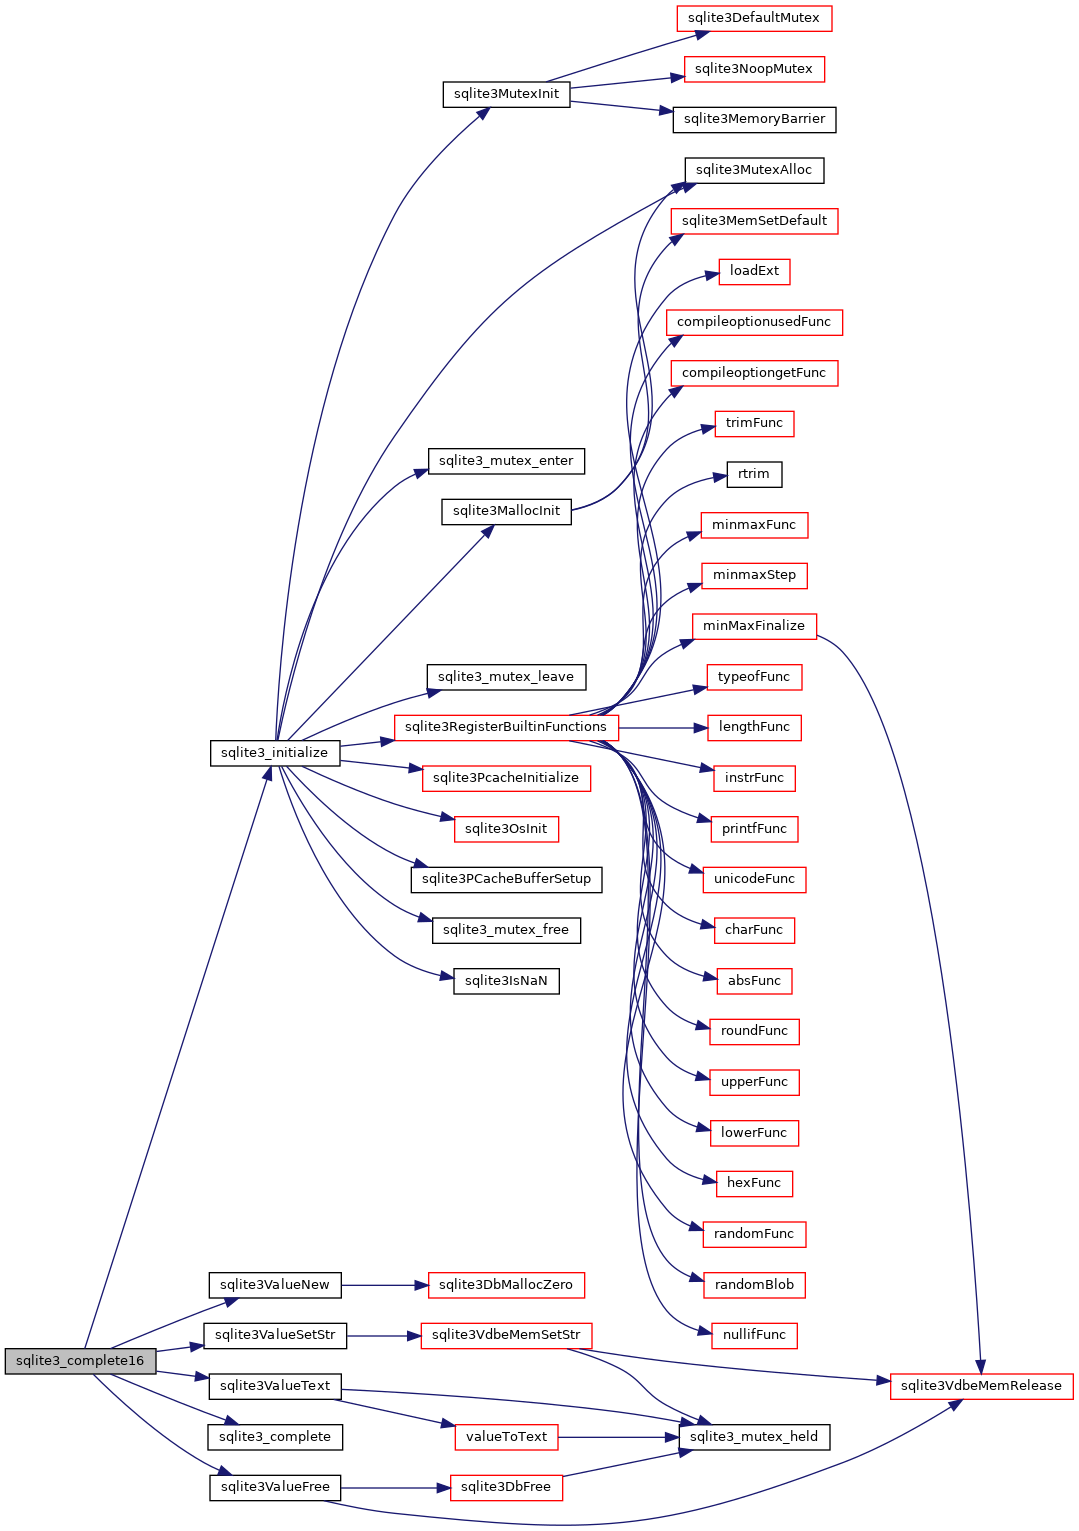 sqlite3DefaultMutex
sqlite3NoopMutex
sqlite3MutexInit
sqlite3MemoryBarrier
sqlite3MutexAlloc
sqlite3MemSetDefault
loadExt
compileoptionusedFunc
compileoptiongetFunc
trimFunc
sqlite3_mutex_enter
rtrim
sqlite3MallocInit
minmaxFunc
minmaxStep
minMaxFinalize
sqlite3_mutex_leave
typeofFunc
sqlite3RegisterBuiltinFunctions
lengthFunc
sqlite3_initialize
sqlite3PcacheInitialize
instrFunc
sqlite3OsInit
printfFunc
sqlite3PCacheBufferSetup
unicodeFunc
sqlite3_mutex_free
charFunc
sqlite3IsNaN
absFunc
roundFunc
upperFunc
lowerFunc
hexFunc
randomFunc
sqlite3ValueNew
sqlite3DbMallocZero
randomBlob
sqlite3ValueSetStr
sqlite3VdbeMemSetStr
nullifFunc
sqlite3_complete16
sqlite3ValueText
sqlite3VdbeMemRelease
sqlite3_complete
valueToText
sqlite3_mutex_held
sqlite3ValueFree
sqlite3DbFree